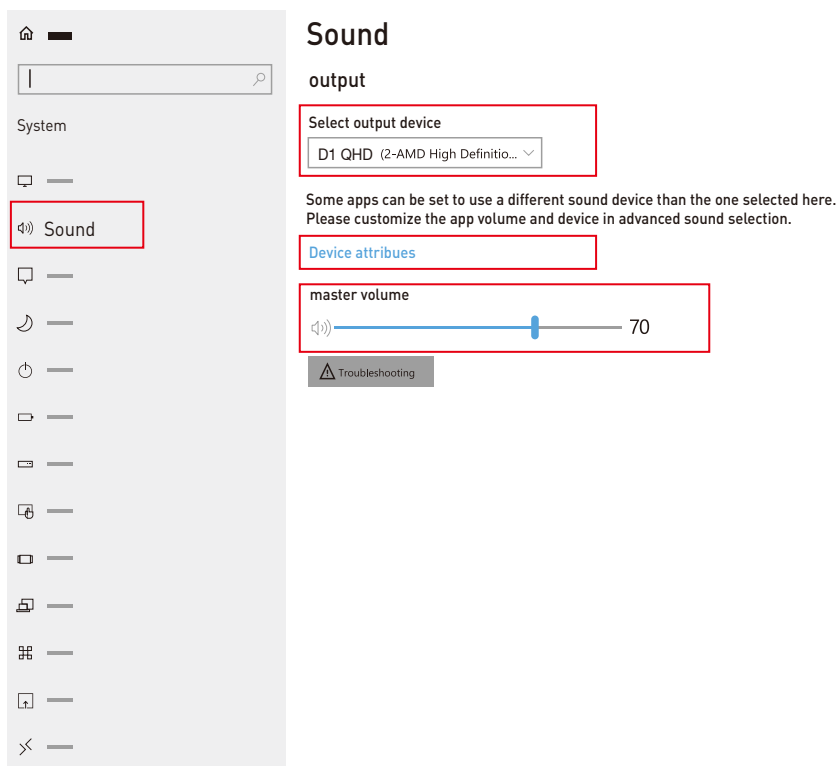 System
Sound
Sound
output
Select output device
D1 QHD (2-AMD High Definitio...
Some apps can be set to use a different sound device than the one selected here.
Please customize the app volume and device in advanced sound selection.
Device attribues
master volume
70
Troubleshooting